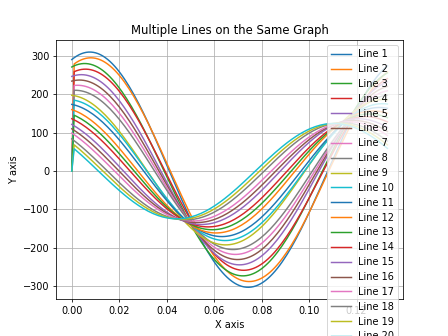 Multiple Lines on the Same Graph
Y axis
300
200
100
0
−100
−200
−300
0.00
0.02
0.04
0.06
0.08
0.10
X axis
Line 1
Line 2
Line 3
Line 4
Line 5
Line 6
Line 7
Line 8
Line 9
Line 10
Line 11
Line 12
Line 13
Line 14
Line 15
Line 16
Line 17
Line 18
Line 19
Line 20